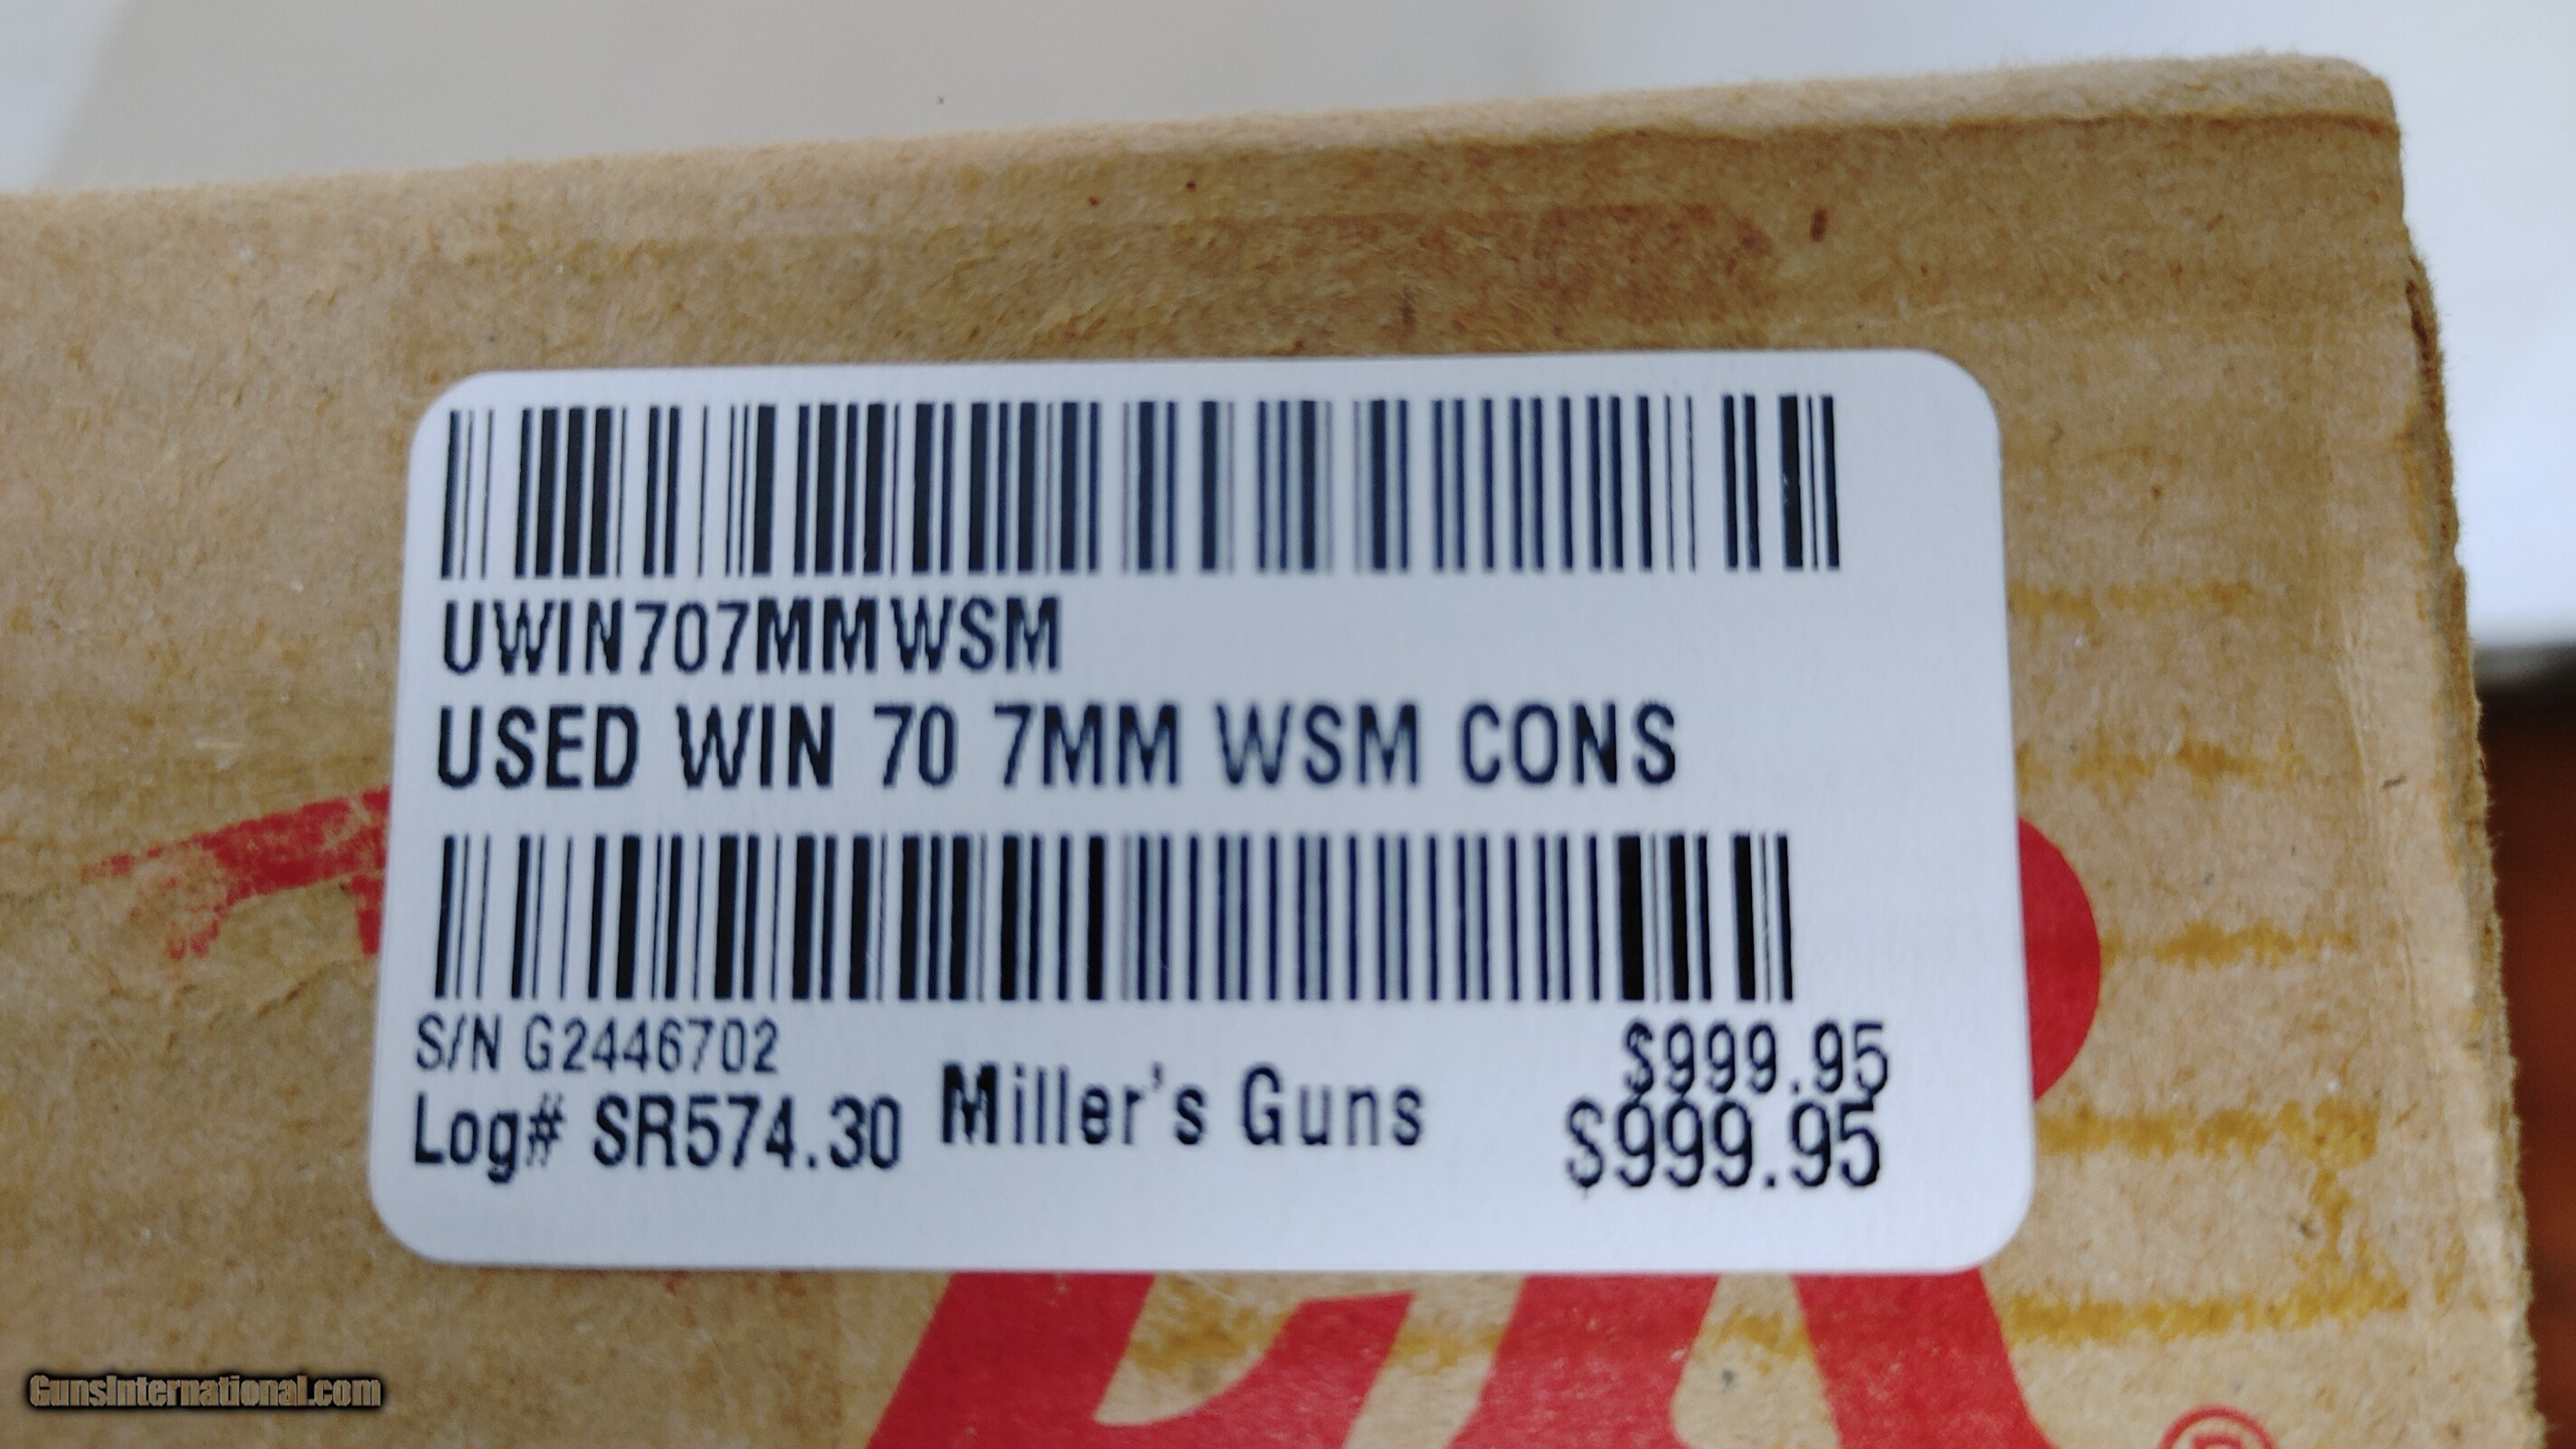 UWIN707MMWSM
USED WIN 70 7MM WSM CONS
S/N G2446702
Log# SR574.30
Miller's Guns
$999.95
$999.95
®
GunsInternational.com